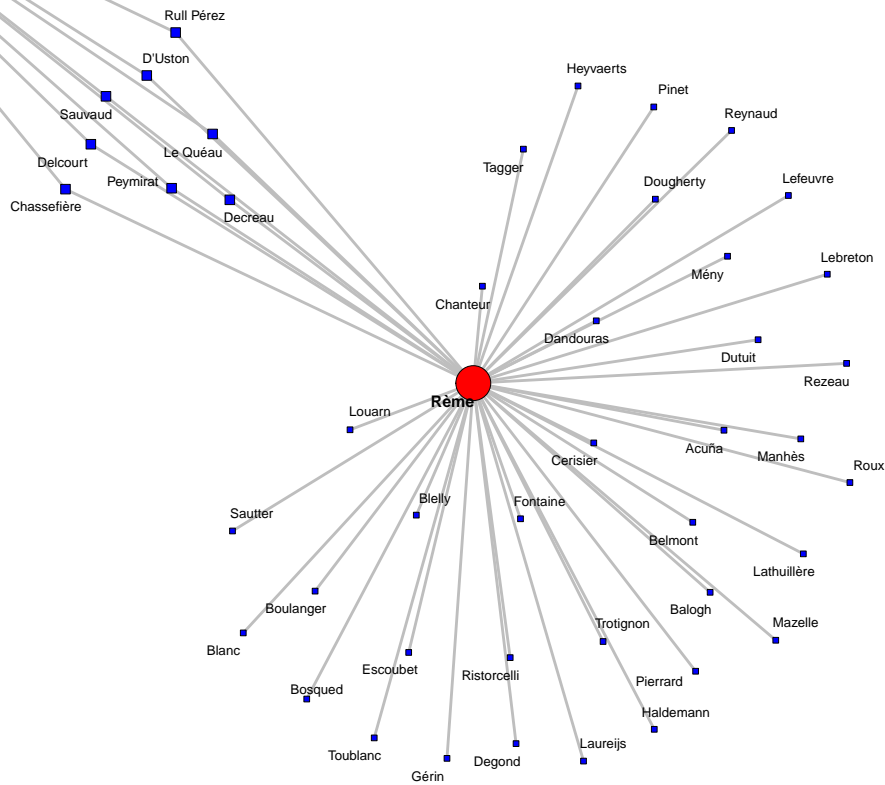 Rull Pérez
D'Uston
Heyvaerts
Pinet
Sauvaud
Reynaud
Le Quéau
Delcourt
Tagger
Peymirat
Dougherty
Lefeuvre
Chassefière
Decreau
Lebreton
Mény
Chanteur
Dandouras
Dutuit
Rezeau
Rème
Louarn
Acuña
Manhès
Cerisier
Roux
Blelly
Fontaine
Sautter
Belmont
Lathuillère
Boulanger
Balogh
Trotignon
Mazelle
Blanc
Escoubet
Ristorcelli
Pierrard
Bosqued
Haldemann
Laureijs
Toublanc
Degond
Gérin